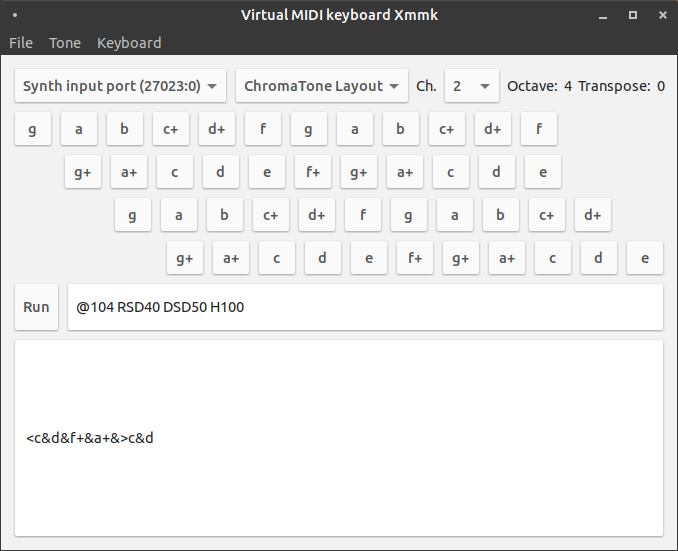 Virtual MIDI keyboard Xmmk
File Tone Keyboard
Synth input port (27023:0) ChromaTone Layout Ch. 2 Octave: 4 Transpose: 0
g a b c+ d+ f g a b c+ d+ f
g+ a+ c d e f+ g+ a+ c d e
g a b c+ d+ f g a b c+ d+
g+ a+ c d e f+ g+ a+ c d e
Run @104 RSD40 DSD50 H100
<c&d&f+&a+&>c&d